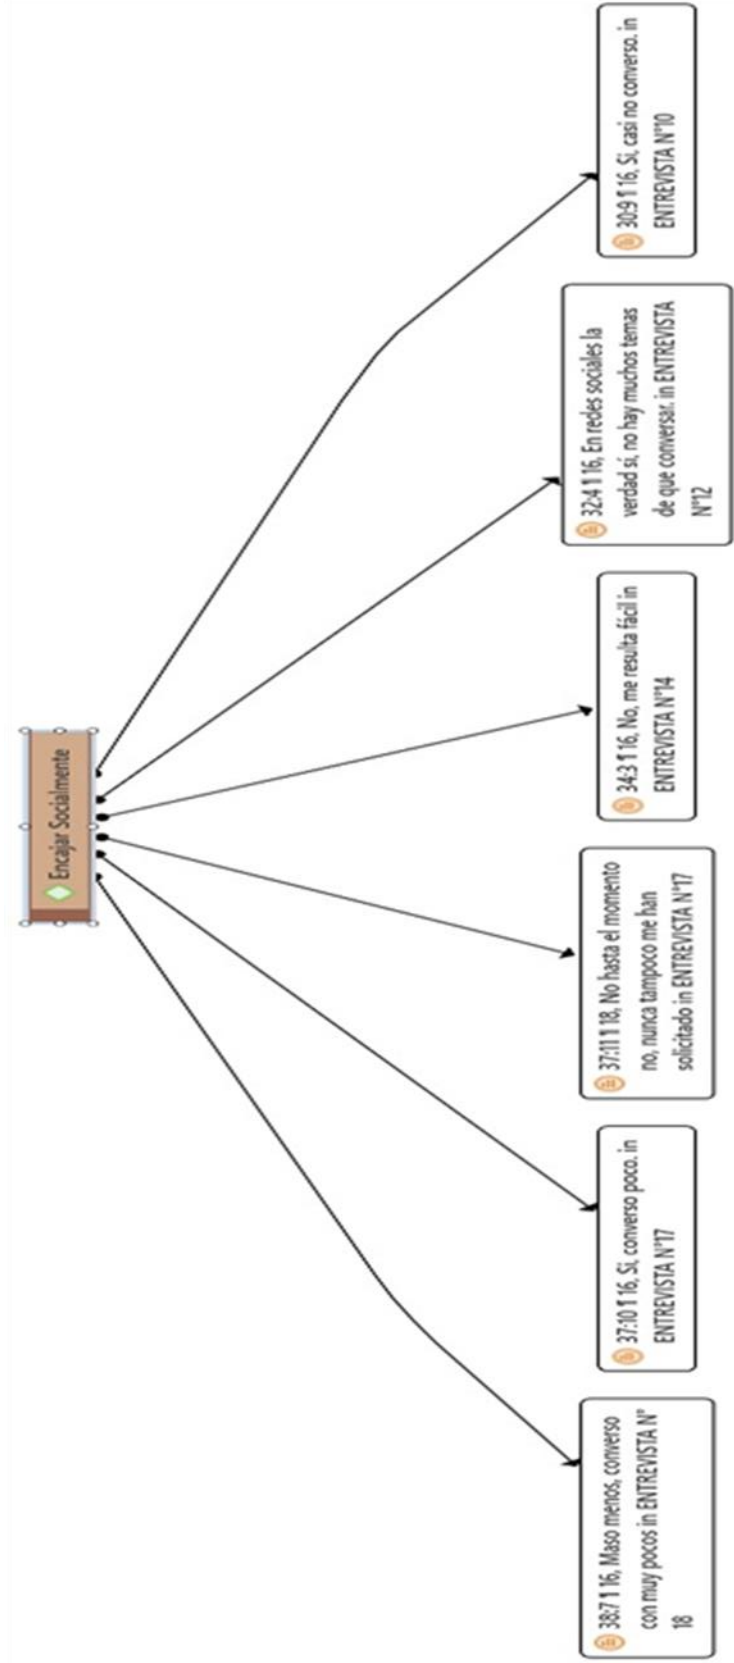 Encajar Socialmente
38:7 ¶ 16, Maso menos, converso
con muy pocos in ENTREVISTA N°
18
37:10 ¶ 16, Si, converso poco. in
ENTREVISTA N°17
37:11 ¶ 18, No hasta el momento
no, nunca tampoco me han
solicitado in ENTREVISTA N°17
34:3 ¶ 16, No, me resulta fácil in
ENTREVISTA N°14
32:4 ¶ 16, En redes sociales la
verdad sí, no hay muchos temas
de que conversar. in ENTREVISTA
N°12
30:9 ¶ 16, Si, casi no converso. in
ENTREVISTA N°10